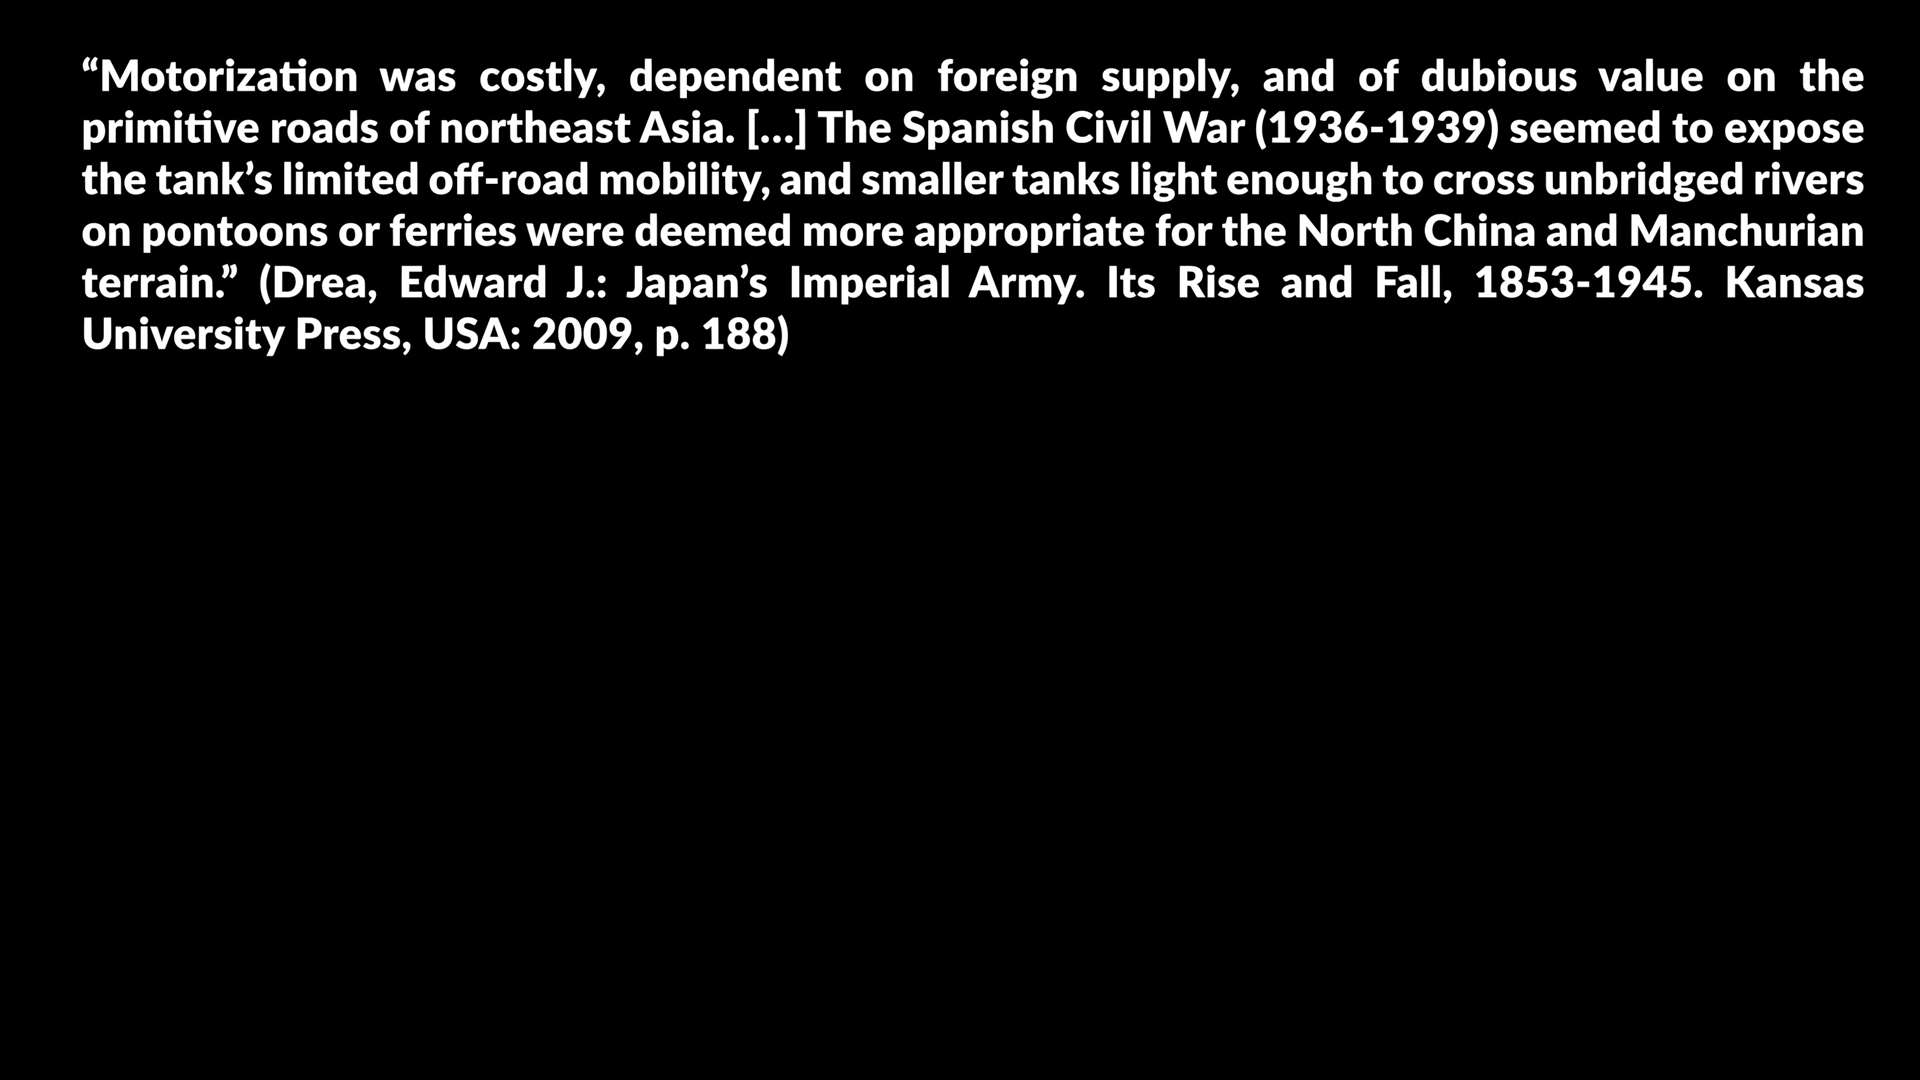 “Motorization was costly, dependent on foreign supply, and of dubious value on the
primitive roads of northeast Asia. [...] The Spanish Civil War (1936-1939) seemed to expose
the tank’s limited off-road mobility, and smaller tanks light enough to cross unbridged rivers
on pontoons or ferries were deemed more appropriate for the North China and Manchurian
terrain.” (Drea, Edward J.: Japan’s Imperial Army. Its Rise and Fall, 1853-1945. Kansas
University Press, USA: 2009, p. 188)